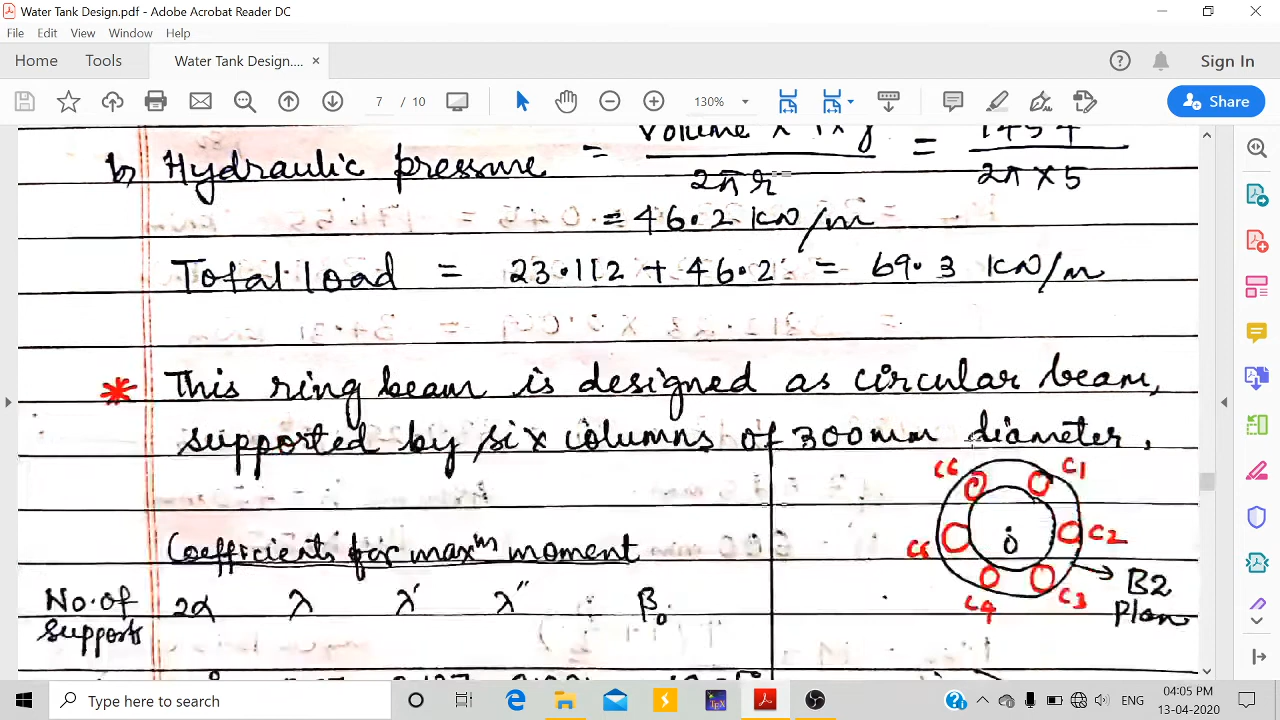 Water Tank Design.pdf - Adobe Acrobat Reader DC
File Edit View Window Help
Home Tools Water Tank Design.... × Sign In
7 / 10 130% Share
b) Hydraulic pressure = Volume × 1 × g / 2πr = 1454 / 2π × 5
= 46.2 kN/m
Total load = 23.112 + 46.2 = 69.3 kN/m
* This ring beam is designed as circular beam,
supported by six columns of 300mm diameter.
C6 C1
C5 O C2
C4 C3
B2
Plan
Coefficients for maxᵐ moment
No. of supports 2α λ λ' λ" β₀
Type here to search
ENG
04:05 PM
13-04-2020